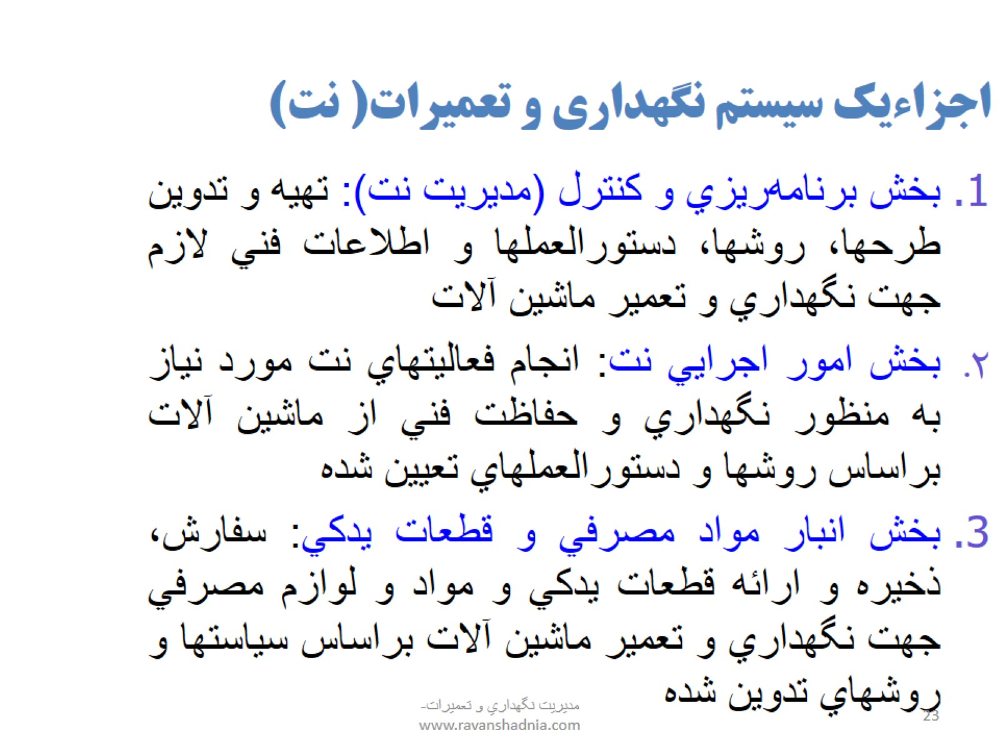 اجزاءیک سیستم نگهداری و تعمیرات( نت)
1. بخش برنامه‌ريزي و كنترل (مديريت نت): تهيه و تدوين
طرحها، روشها، دستورالعملها و اطلاعات فني لازم
جهت نگهداري و تعمير ماشين آلات
۲. بخش امور اجرايي نت: انجام فعاليتهاي نت مورد نياز
به منظور نگهداري و حفاظت فني از ماشين آلات
براساس روشها و دستورالعملهاي تعيين شده
3. بخش انبار مواد مصرفي و قطعات يدكي: سفارش،
ذخيره و ارائه قطعات يدكي و مواد و لوازم مصرفي
جهت نگهداري و تعمير ماشين آلات براساس سياستها و
روشهاي تدوين شده
مديريت نگهداري و تعميرات-
www.ravanshadnia.com
23